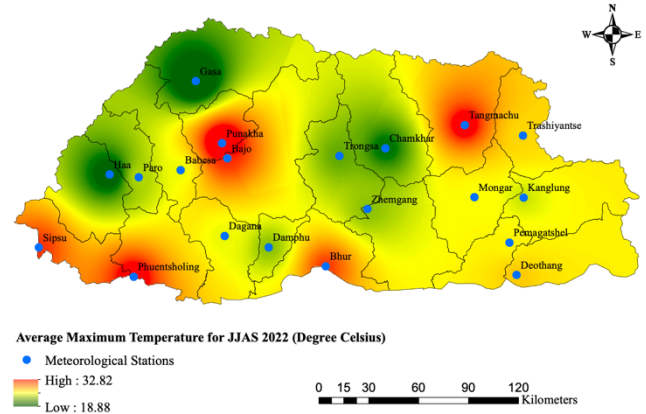 N
W E
S
Gasa
Tangmachu
Trashiyantse
Punakha
Bajo
Chamkhar
Trongsa
Haa
Paro
Babesa
Mongar
Kanglung
Zhemgang
Sipsu
Dagana
Damphu
Pemagatshel
Phuentsholing
Bhur
Deothang
Average Maximum Temperature for JJAS 2022 (Degree Celsius)
Meteorological Stations
High : 32.82
Low : 18.88
0 15 30 60 90 120
Kilometers